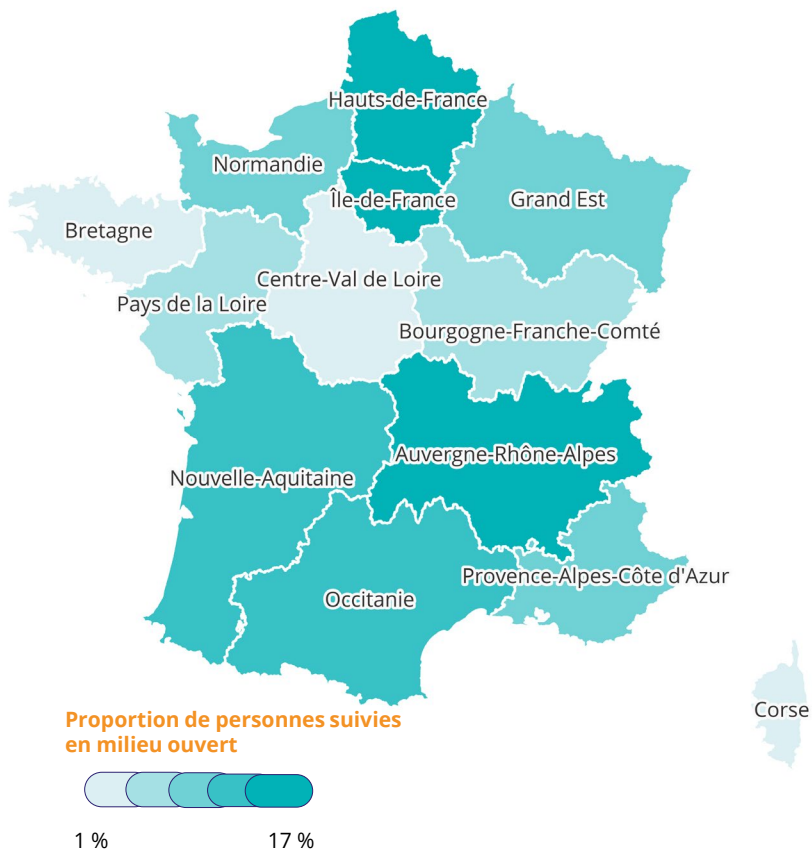 Hauts-de-France
Normandie
Île-de-France
Grand Est
Bretagne
Centre-Val de Loire
Pays de la Loire
Bourgogne-Franche-Comté
Auvergne-Rhône-Alpes
Nouvelle-Aquitaine
Provence-Alpes-Côte d'Azur
Occitanie
Corse
Proportion de personnes suivies
en milieu ouvert
1 % 17 %